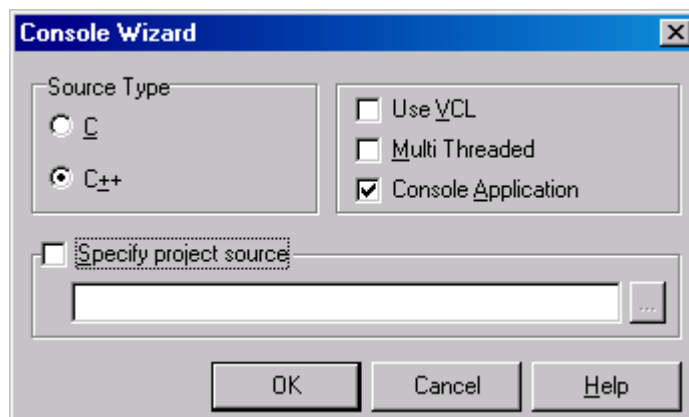 Console Wizard
Source Type
C
C++
Use VCL
Multi Threaded
Console Application
Specify project source
...
OK
Cancel
Help